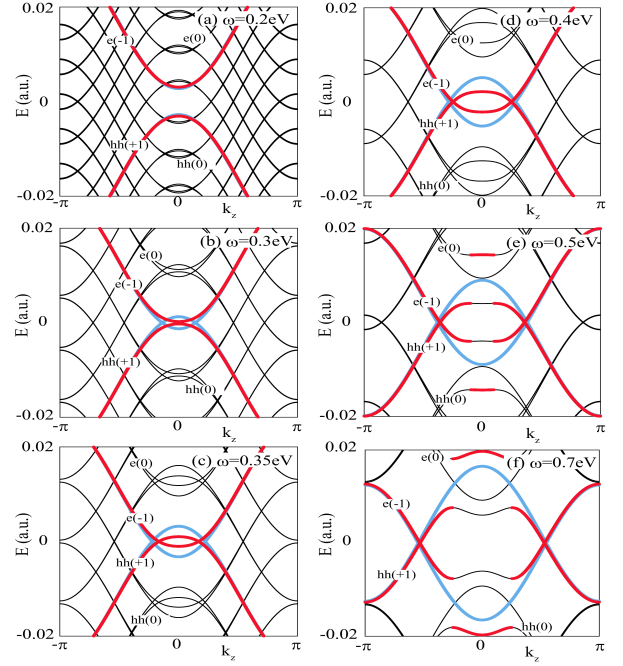 (a) ω=0.2eV
e(-1)
e(0)
hh(+1)
hh(0)
E (a.u.)
0
-0.02
-π
0
π
k_z
(d) ω=0.4eV
e(0)
e(-1)
hh(+1)
hh(0)
E (a.u.)
0
-0.02
-π
0
π
k_z
0.02
(b) ω=0.3eV
e(0)
e(-1)
hh(+1)
hh(0)
E (a.u.)
0
-0.02
-π
0
π
k_z
0.02
(e) ω=0.5eV
e(0)
e(-1)
hh(+1)
hh(0)
E (a.u.)
0
-0.02
-π
0
π
k_z
0.02
(c) ω=0.35eV
e(0)
e(-1)
hh(+1)
hh(0)
E (a.u.)
0
-0.02
-π
0
π
k_z
0.02
(f) ω=0.7eV
e(0)
e(-1)
hh(+1)
hh(0)
E (a.u.)
0
-0.02
-π
0
π
k_z